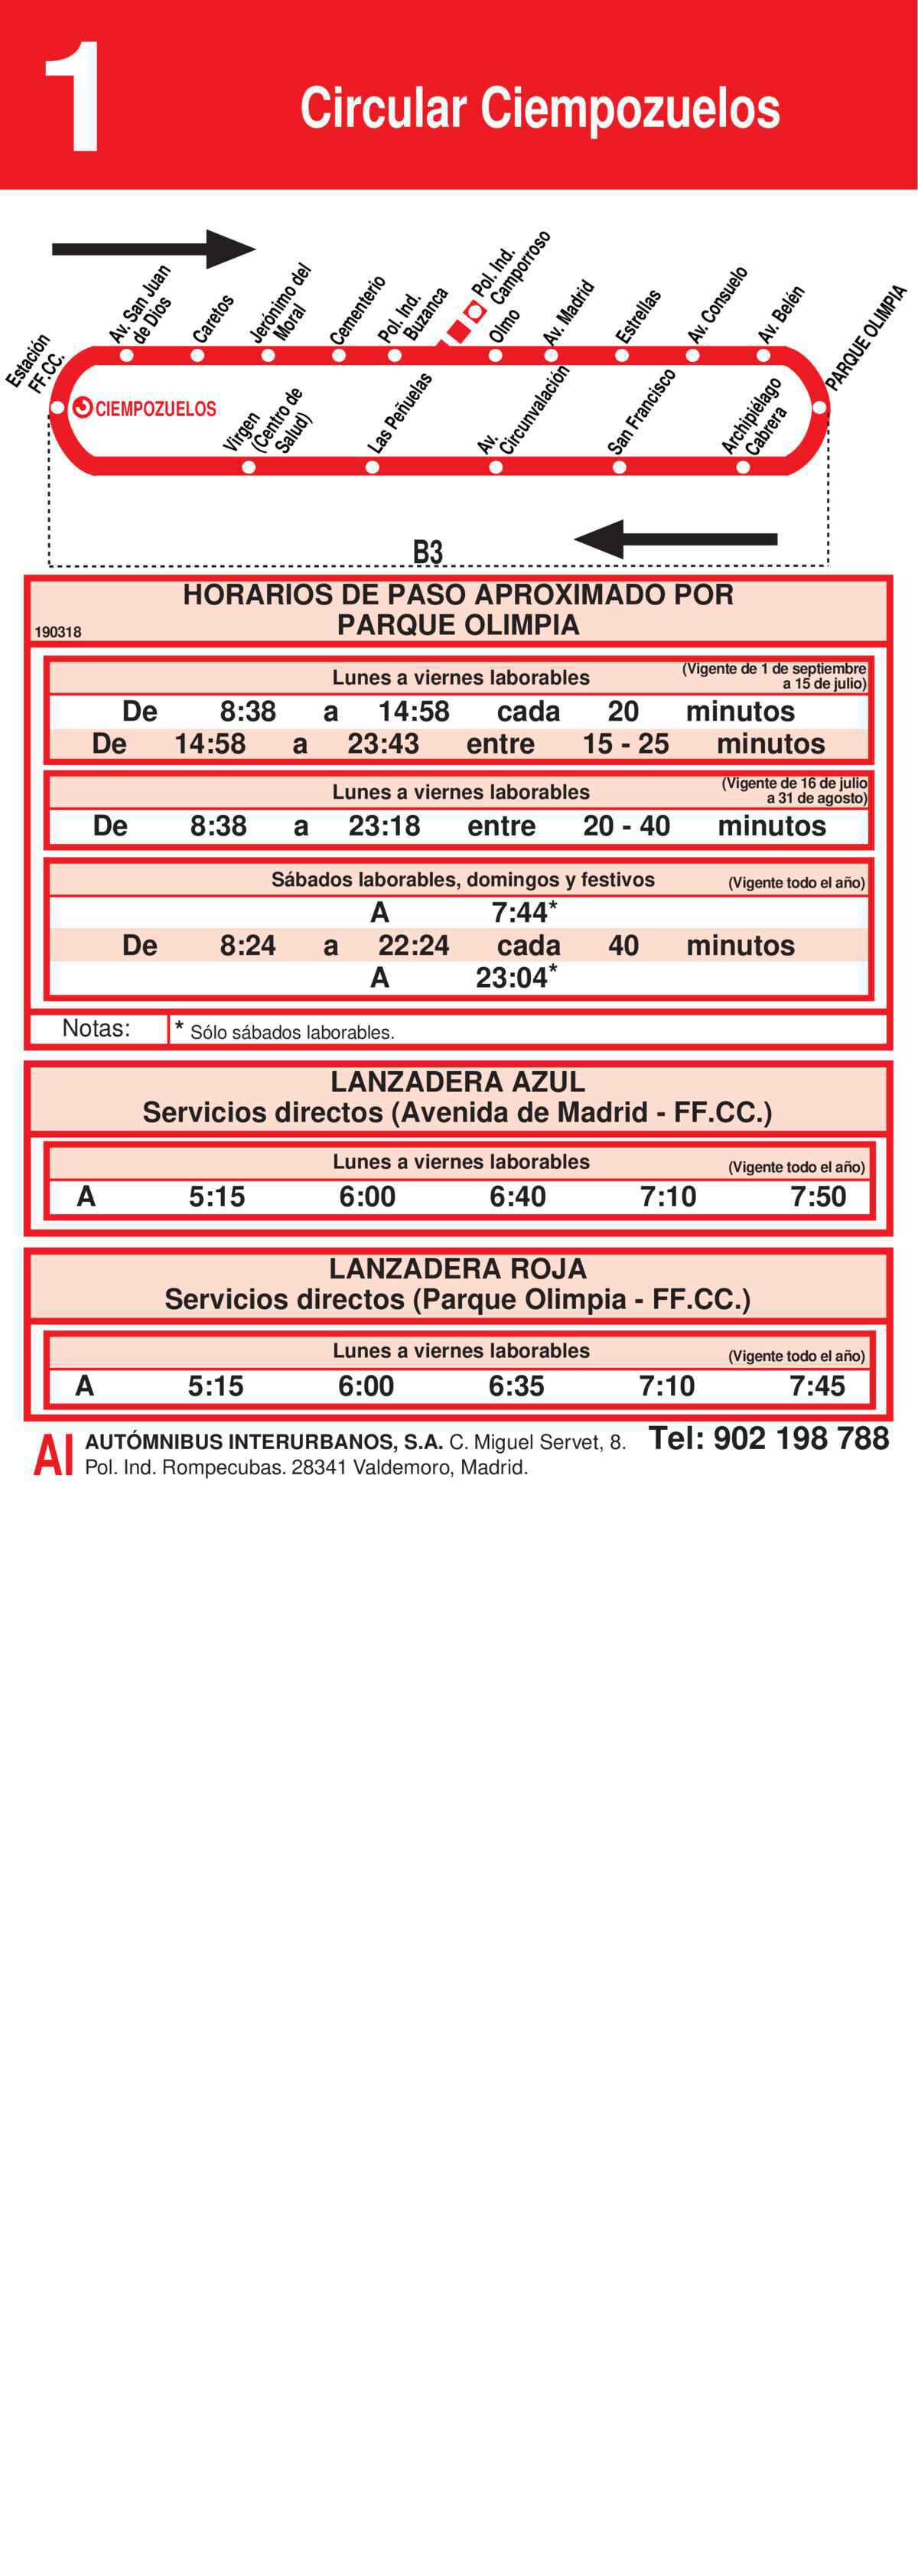 1
Circular Ciempozuelos
Estación
FF.CC.
Av. San Juan
de Dios
Caretos
Jerónimo del
Moral
Cementerio
Pol. Ind.
Buzanca
Pol. Ind.
Camporroso
Olmo
Av. Madrid
Estrellas
Av. Consuelo
Av. Belén
PARQUE OLIMPIA
CIEMPOZUELOS
Virgen
(Centro de
Salud)
Las Peñuelas
Av.
Circunvalación
San Francisco
Archipiélago
Cabrera
B3
HORARIOS DE PASO APROXIMADO POR
PARQUE OLIMPIA
190318
Lunes a viernes laborables
(Vigente de 1 de septiembre
a 15 de julio)
De 8:38 a 14:58 cada 20 minutos
De 14:58 a 23:43 entre 15 - 25 minutos
Lunes a viernes laborables
(Vigente de 16 de julio
a 31 de agosto)
De 8:38 a 23:18 entre 20 - 40 minutos
Sábados laborables, domingos y festivos (Vigente todo el año)
A 7:44*
De 8:24 a 22:24 cada 40 minutos
A 23:04*
Notas: * Sólo sábados laborables.
LANZADERA AZUL
Servicios directos (Avenida de Madrid - FF.CC.)
Lunes a viernes laborables (Vigente todo el año)
A 5:15 6:00 6:40 7:10 7:50
LANZADERA ROJA
Servicios directos (Parque Olimpia - FF.CC.)
Lunes a viernes laborables (Vigente todo el año)
A 5:15 6:00 6:35 7:10 7:45
AI AUTÓMNIBUS INTERURBANOS, S.A. C. Miguel Servet, 8. Tel: 902 198 788
Pol. Ind. Rompecubas. 28341 Valdemoro, Madrid.